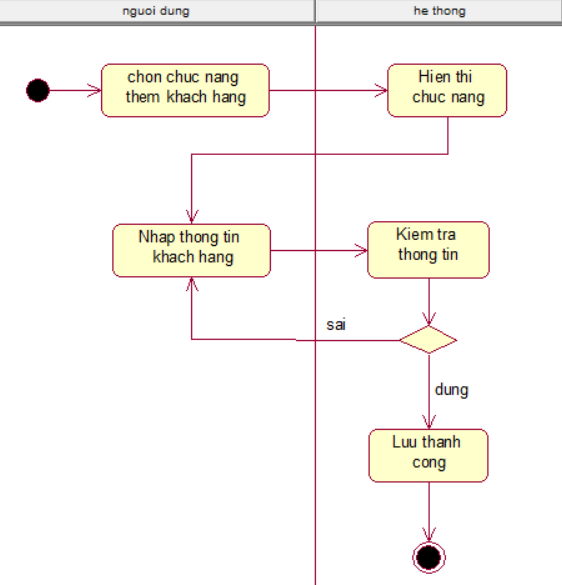 nguoi dung
he thong
chon chuc nang
them khach hang
Hien thi
chuc nang
Nhap thong tin
khach hang
Kiem tra
thong tin
sai
dung
Luu thanh
cong